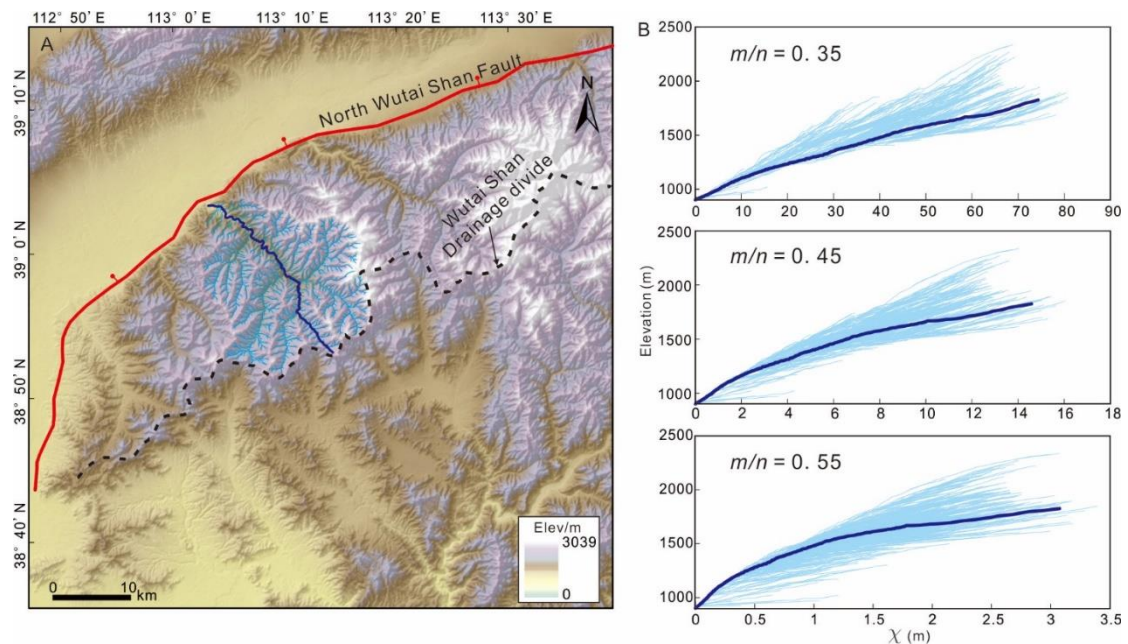 112° 50′ E
113° 0′ E
113° 10′ E
113° 20′ E
113° 30′ E
A
39° 10′ N
39° 0′ N
38° 50′ N
38° 40′ N
North Wutai Shan Fault
N
Wutai Shan
Drainage divide
Elev/m
3039
0
0
10
km
B
m/n = 0. 35
2500
2000
1500
1000
0
10
20
30
40
50
60
70
80
90
m/n = 0. 45
2500
2000
1500
1000
Elevation (m)
0
2
4
6
8
10
12
14
16
18
m/n = 0. 55
2500
2000
1500
1000
0
0.5
1
1.5
2
2.5
3
3.5
χ (m)